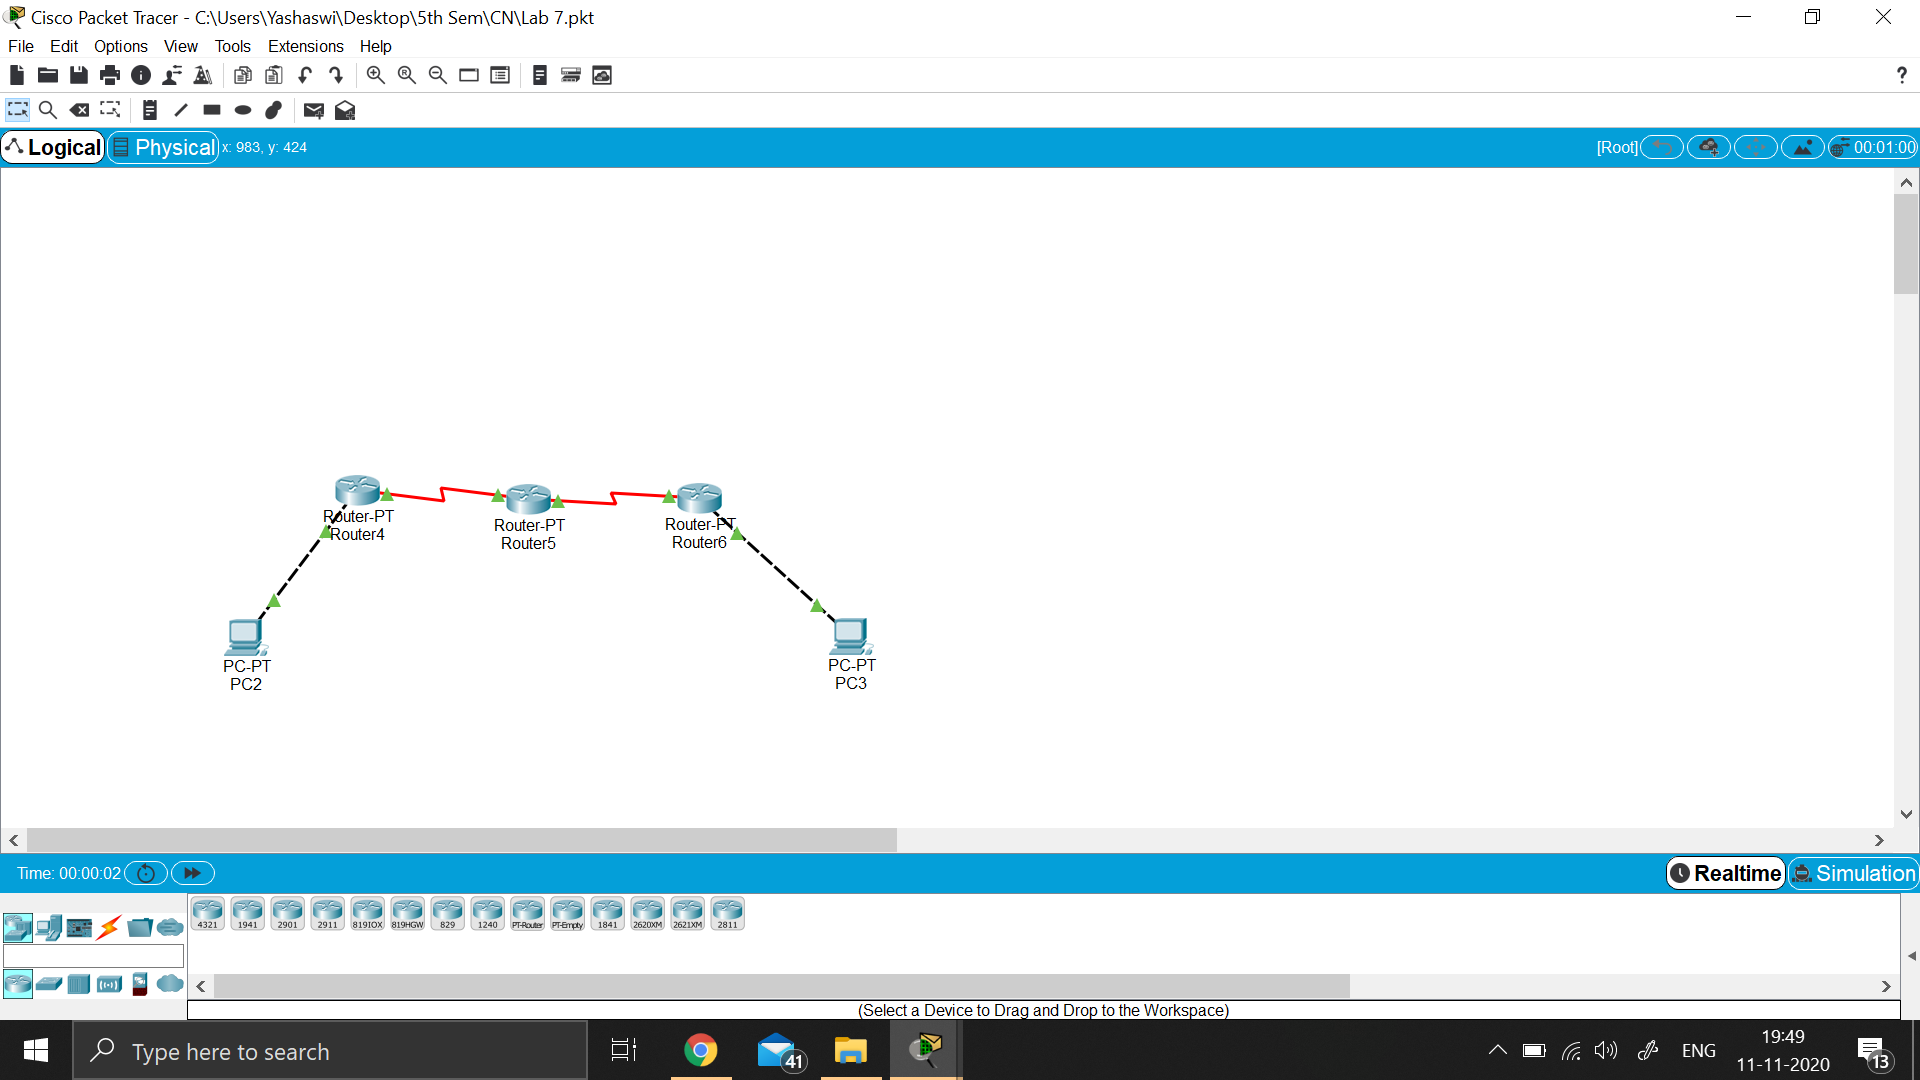 Cisco Packet Tracer - C:\Users\Yashaswi\Desktop\5th Sem\CN\Lab 7.pkt
File Edit Options View Tools Extensions Help
?
Logical Physical x: 983, y: 424 [Root] 00:01:00
Router-PT
Router4
Router-PT
Router5
Router-PT
Router6
PC-PT
PC2
PC-PT
PC3
Time: 00:00:02 Realtime Simulation
4321 1941 2901 2911 819IOX 819HGW 829 1240 PT-Router PT-Empty 1841 2620XM 2621XM 2811
(Select a Device to Drag and Drop to the Workspace)
Type here to search 41 ENG 19:49
11-11-2020 13